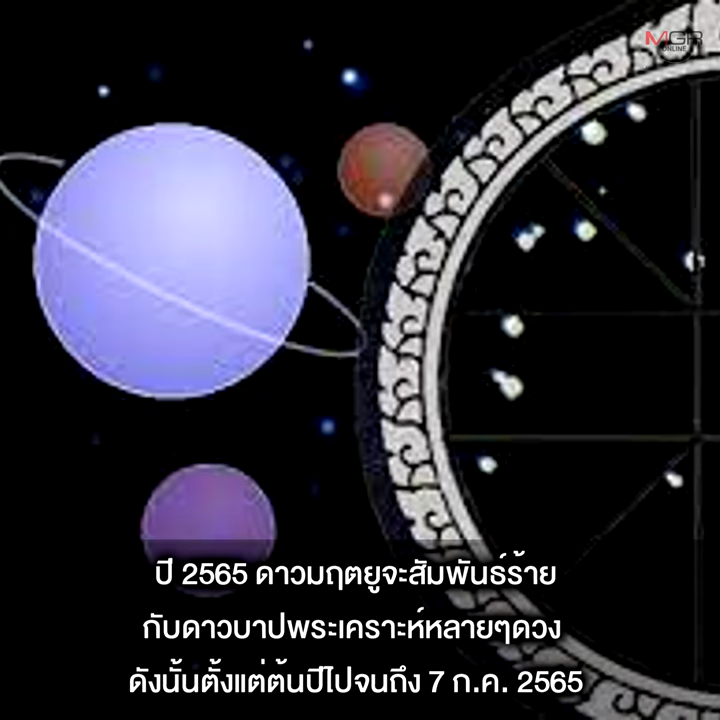 MGR
ONLINE
ปี 2565 ดาวมฤตยูจะสัมพันธ์ร้าย
กับดาวบาปพระเคราะห์หลายๆดวง
ดังนั้นตั้งแต่ต้นปีไปจนถึง 7 ก.ค. 2565